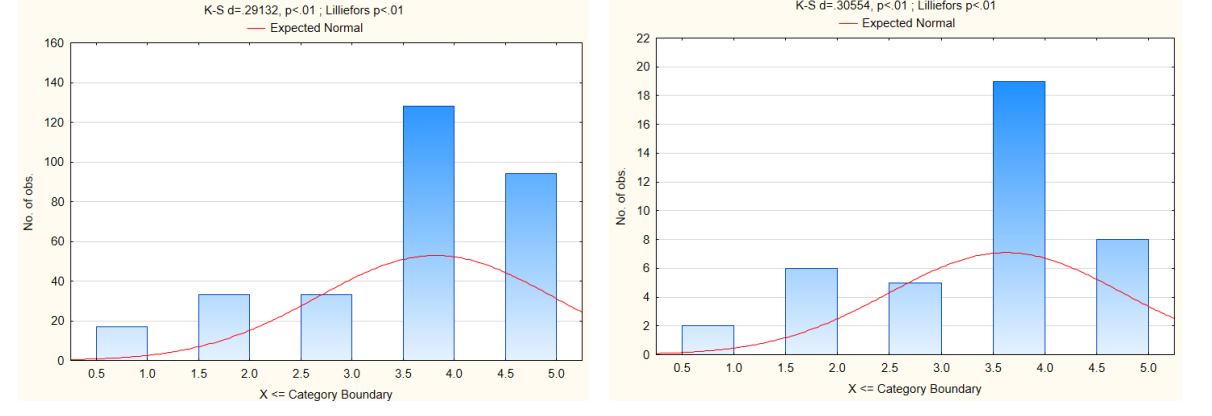 K-S d=.29132, p<.01 ; Lilliefors p<.01
Expected Normal
160
140
120
100
80
60
40
20
0
No. of obs.
0.5 1.0 1.5 2.0 2.5 3.0 3.5 4.0 4.5 5.0
X <= Category Boundary
K-S d=.30554, p<.01 ; Lilliefors p<.01
Expected Normal
22
20
18
16
14
12
10
8
6
4
2
0
No. of obs.
0.5 1.0 1.5 2.0 2.5 3.0 3.5 4.0 4.5 5.0
X <= Category Boundary